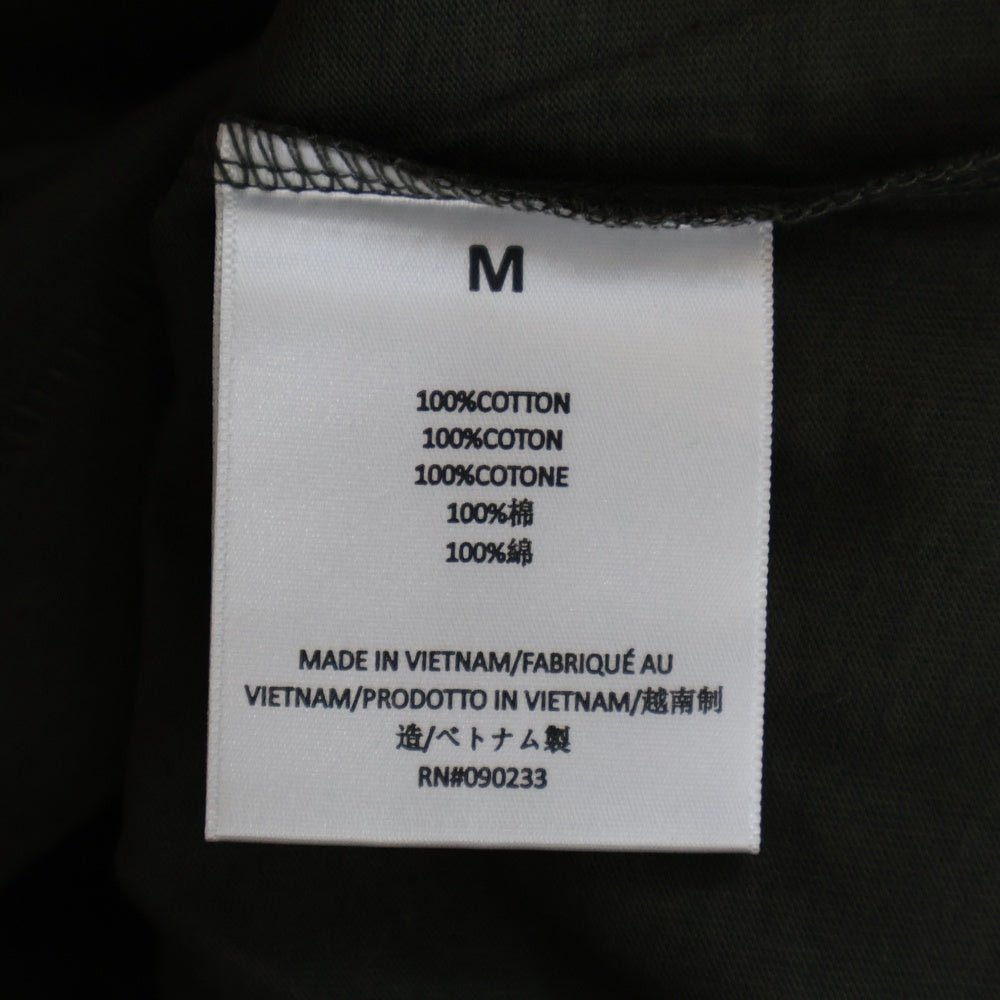 M
100%COTTON
100%COTON
100%COTONE
100%棉
100%綿
MADE IN VIETNAM/FABRIQUÉ AU
VIETNAM/PRODOTTO IN VIETNAM/越南制
造/ベトナム製
RN#090233